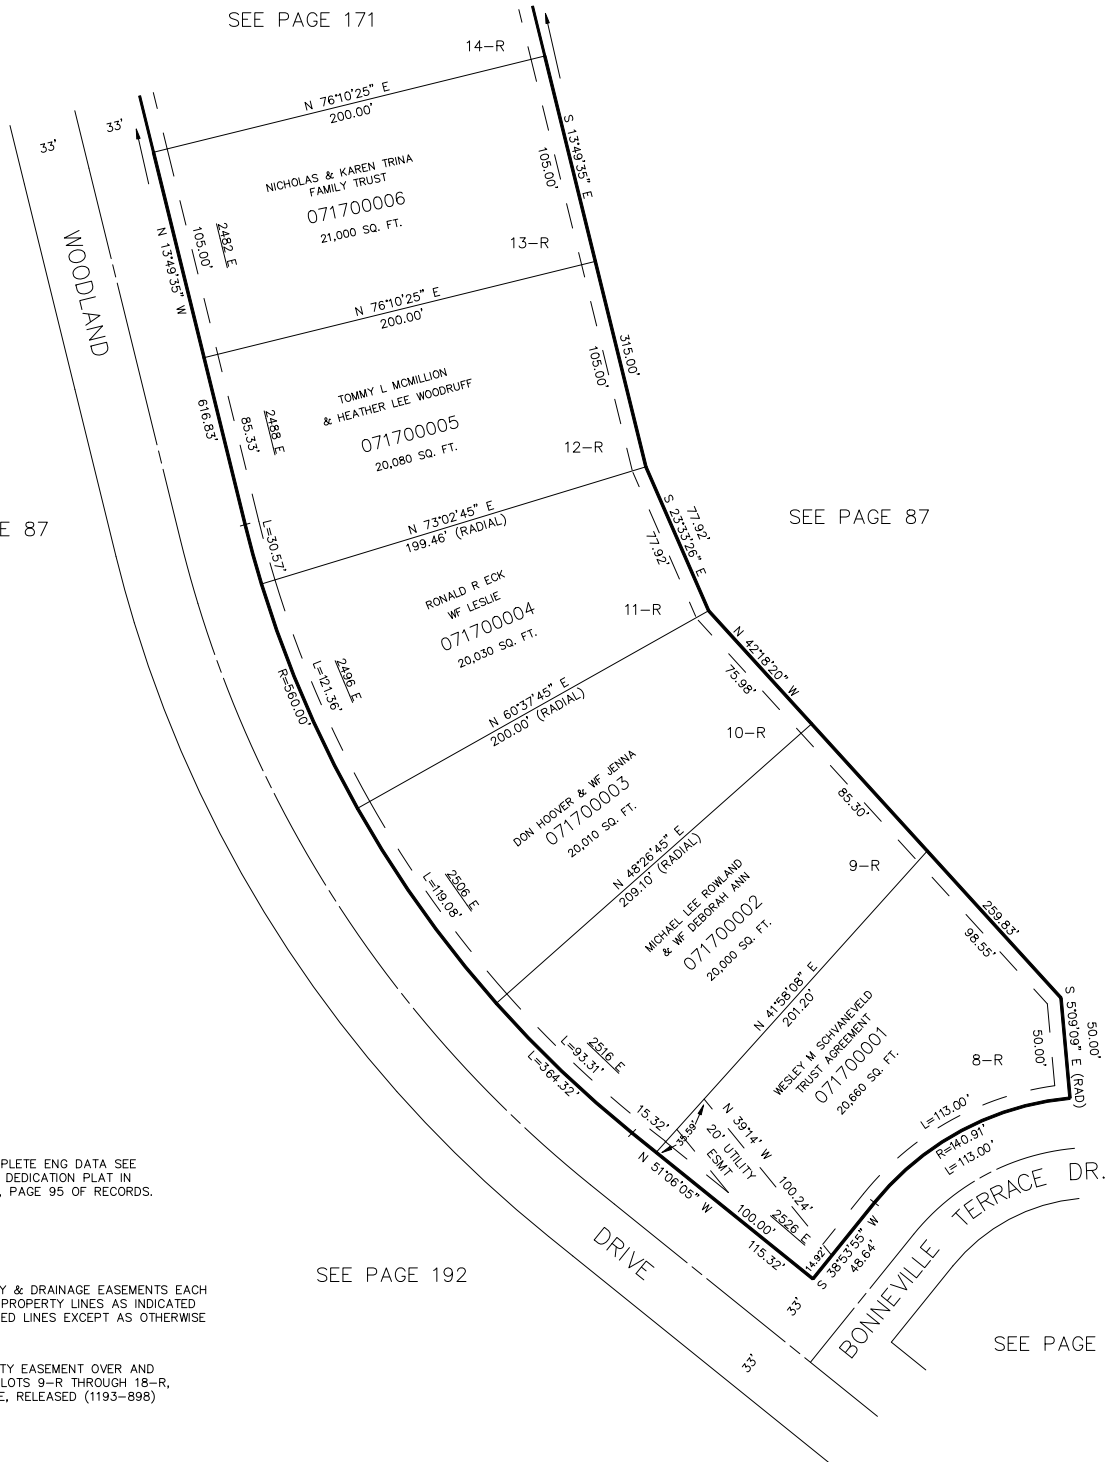 SEE PAGE 171
14-R
N 76°10'25" E
200.00'
33'
33'
S 13°49'35" E
105.00'
NICHOLAS & KAREN TRINA
FAMILY TRUST
071700006
21,000 SQ. FT.
2482 E
105.00'
N 13°49'35" W
13-R
WOODLAND
N 76°10'25" E
200.00'
315.00'
105.00'
TOMMY L MCMILLION
& HEATHER LEE WOODRUFF
071700005
20,080 SQ. FT.
616.83'
85.33'
2488 E
12-R
E 87
SEE PAGE 87
N 73°02'45" E
199.46' (RADIAL)
L=30.57'
77.92'
S 23°33'26" E
77.92'
RONALD R ECK
WF LESLIE
071700004
20,030 SQ. FT.
11-R
2496 E
L=121.36'
R=560.00'
N 60°37'45" E
200.00' (RADIAL)
N 42°18'20" W
75.98'
10-R
DON HOOVER & WF JENNA
071700003
20,010 SQ. FT.
85.30'
2506 E
L=119.08'
N 48°26'45" E
209.10' (RADIAL)
9-R
MICHAEL LEE ROWLAND
& WF DEBORAH ANN
071700002
20,000 SQ. FT.
259.83'
98.55'
N 41°58'08" E
201.20'
WESLEY M SCHVANEVELD
TRUST AGREEMENT
071700001
20,660 SQ. FT.
S 5°09'09" E (RAD)
50.00'
50.00'
8-R
2516 E
L=93.31'
L=364.32'
15.32'
35.59'
N 39°14' W
20' UTILITY
ESMT
100.24'
L=113.00'
R=140.91'
L=113.00'
N 51°06'05" W
100.00'
2526 E
115.32'
14.92'
S 38°53'55" W
48.64'
PLETE ENG DATA SEE
DEDICATION PLAT IN
, PAGE 95 OF RECORDS.
DRIVE
BONNEVILLE TERRACE DR.
SEE PAGE 192
Y & DRAINAGE EASEMENTS EACH
PROPERTY LINES AS INDICATED
ED LINES EXCEPT AS OTHERWISE
33'
33'
SEE PAGE
TY EASEMENT OVER AND
LOTS 9-R THROUGH 18-R,
E, RELEASED (1193-898)